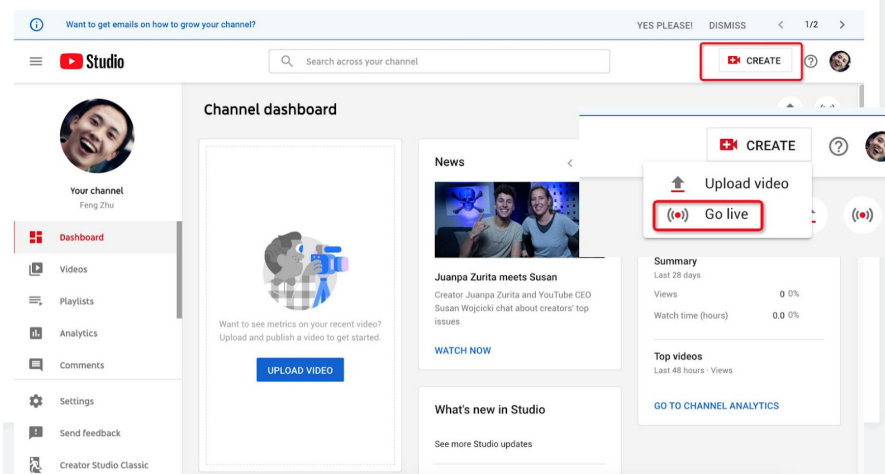 Want to get emails on how to grow your channel?
YES PLEASE!
DISMISS
1/2
Studio
Search across your channel
CREATE
Channel dashboard
CREATE
Upload video
Go live
Your channel
Feng Zhu
Dashboard
Videos
Playlists
Analytics
Comments
Settings
Send feedback
Creator Studio Classic
Want to see metrics on your recent video?
Upload and publish a video to get started.
UPLOAD VIDEO
News
Juanpa Zurita meets Susan
Creator Juanpa Zurita and YouTube CEO
Susan Wojcicki chat about creators' top
issues
WATCH NOW
What's new in Studio
See more Studio updates
Summary
Last 28 days
Views 0 0%
Watch time (hours) 0.0 0%
Top videos
Last 48 hours · Views
GO TO CHANNEL ANALYTICS